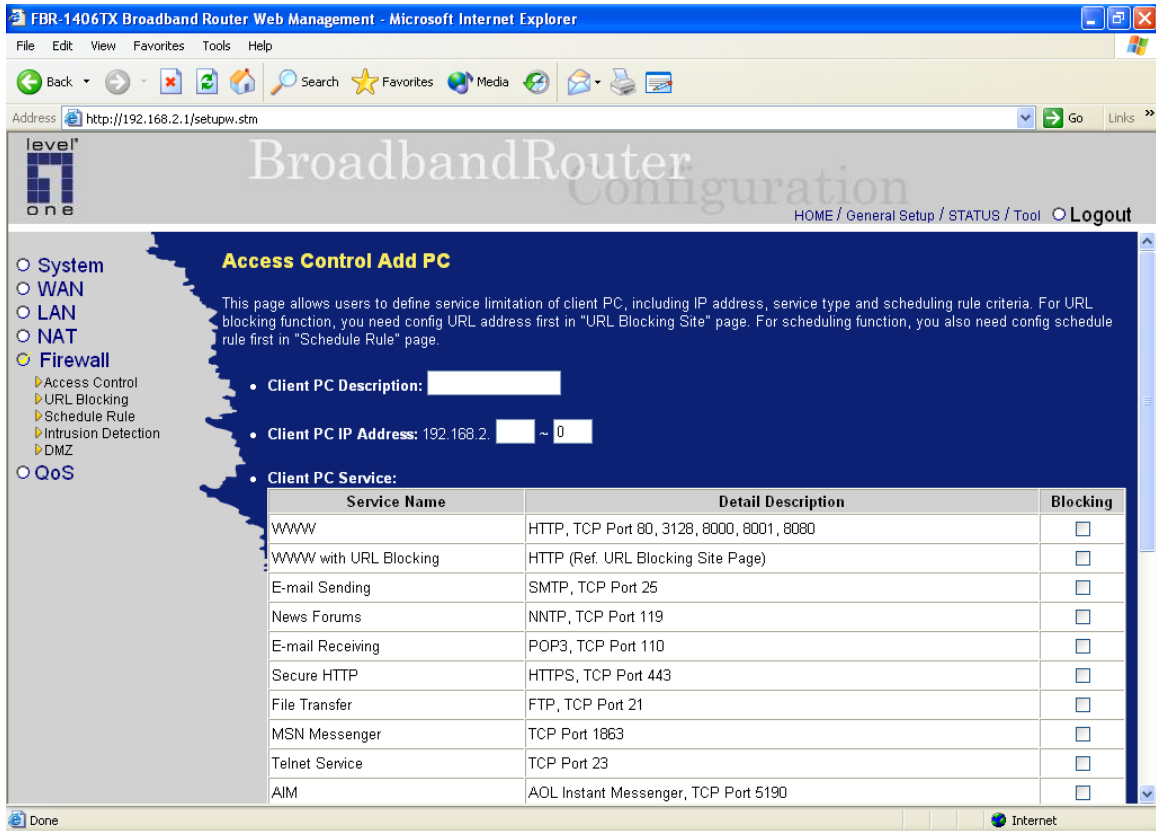 FBR-1406TX Broadband Router Web Management - Microsoft Internet Explorer
File Edit View Favorites Tools Help
Back Search Favorites Media
Address http://192.168.2.1/setupw.stm Go Links »
level
one
BroadbandRouter
Configuration
HOME / General Setup / STATUS / Tool Logout
System
WAN
LAN
NAT
Firewall
Access Control
URL Blocking
Schedule Rule
Intrusion Detection
DMZ
QoS
Access Control Add PC
This page allows users to define service limitation of client PC, including IP address, service type and scheduling rule criteria. For URL
blocking function, you need config URL address first in "URL Blocking Site" page. For scheduling function, you also need config schedule
rule first in "Schedule Rule" page.
• Client PC Description:
• Client PC IP Address: 192.168.2. ~ 0
• Client PC Service:
Service Name Detail Description Blocking
WWW HTTP, TCP Port 80, 3128, 8000, 8001, 8080
WWW with URL Blocking HTTP (Ref. URL Blocking Site Page)
E-mail Sending SMTP, TCP Port 25
News Forums NNTP, TCP Port 119
E-mail Receiving POP3, TCP Port 110
Secure HTTP HTTPS, TCP Port 443
File Transfer FTP, TCP Port 21
MSN Messenger TCP Port 1863
Telnet Service TCP Port 23
AIM AOL Instant Messenger, TCP Port 5190
Done Internet